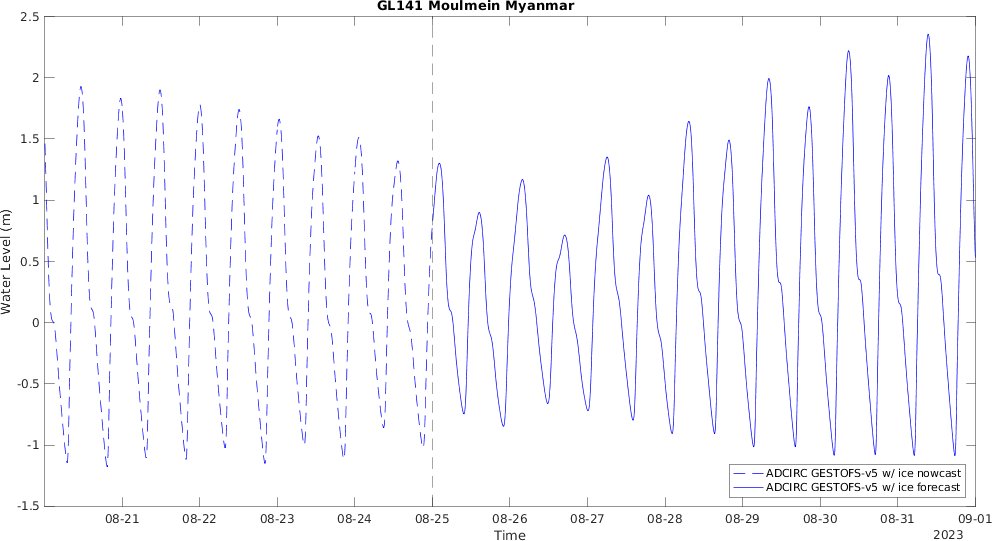 GL141 Moulmein Myanmar
Water Level (m)
2.5
2
1.5
1
0.5
0
-0.5
-1
-1.5
ADCIRC GESTOFS-v5 w/ ice nowcast
ADCIRC GESTOFS-v5 w/ ice forecast
08-21 08-22 08-23 08-24 08-25 08-26 08-27 08-28 08-29 08-30 08-31 09-01
Time
2023